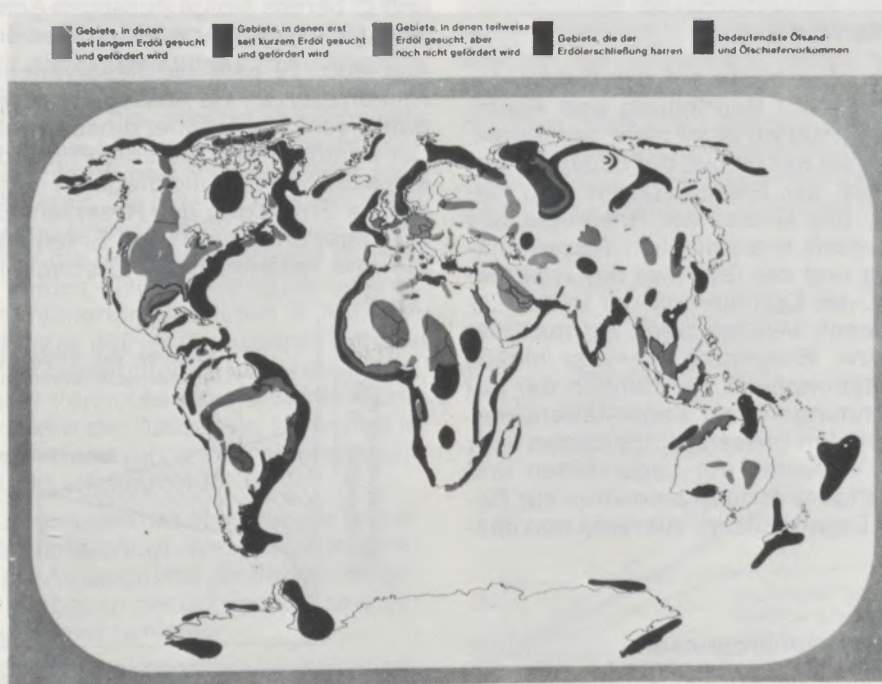 Gebiete, in denen
seit langem Erdöl gesucht
und gefördert wird
Gebiete, in denen erst
seit kurzem Erdöl gesucht
und gefördert wird
Gebiete, in denen teilweise
Erdöl gesucht, aber
noch nicht gefördert wird
Gebiete, die der
Erdölerschließung harren
bedeutendste Ölsand-
und Ölschiefervorkommen